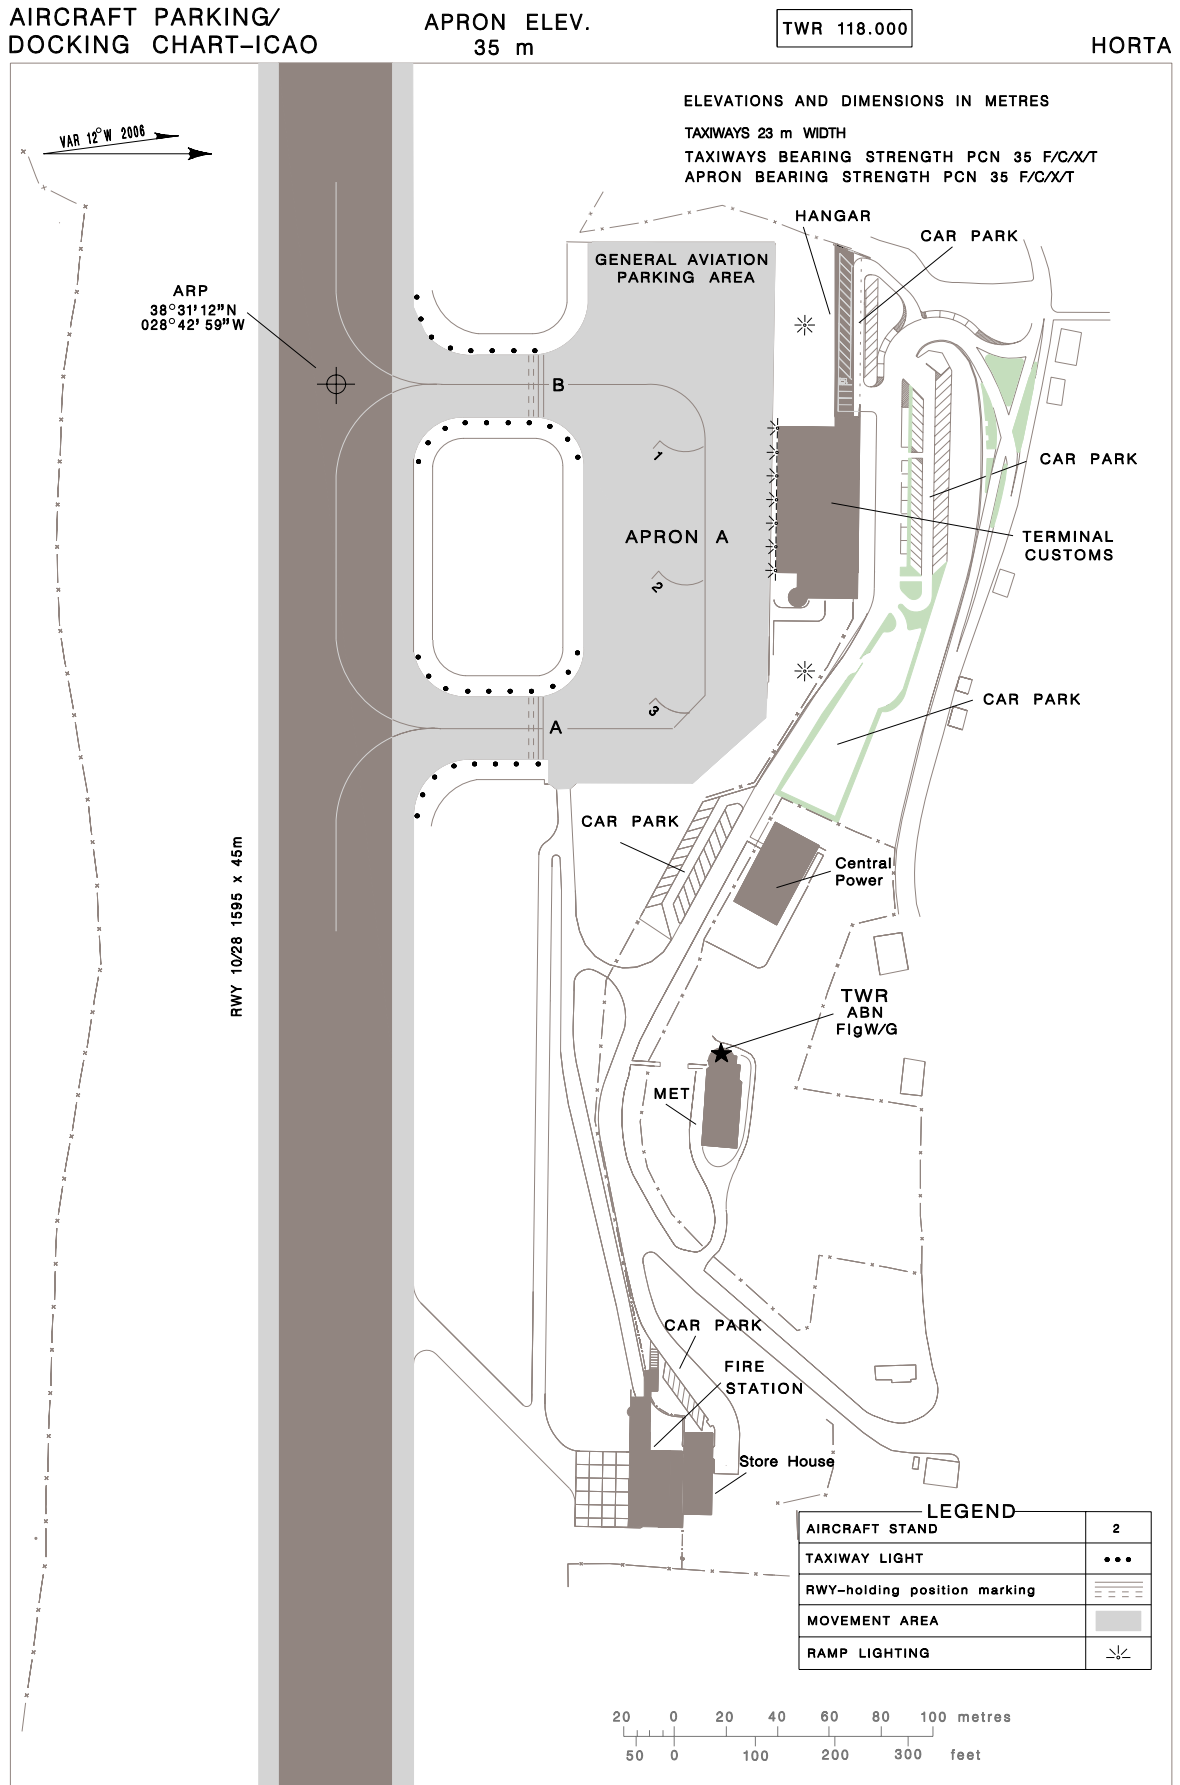 AIRCRAFT PARKING/
DOCKING CHART-ICAO
APRON ELEV.
35 m
TWR 118.000
HORTA
ELEVATIONS AND DIMENSIONS IN METRES
TAXIWAYS 23 m WIDTH
TAXIWAYS BEARING STRENGTH PCN 35 F/C/X/T
APRON BEARING STRENGTH PCN 35 F/C/X/T
VAR 12°W 2006
HANGAR
CAR PARK
GENERAL AVIATION
PARKING AREA
ARP
38°31'12"N
028°42'59"W
B
1
CAR PARK
APRON A
TERMINAL
CUSTOMS
2
3
A
CAR PARK
CAR PARK
RWY 10/28 1595 x 45m
Central
Power
TWR
ABN
FlgW/G
MET
CAR PARK
FIRE
STATION
Store House
LEGEND
AIRCRAFT STAND 2
TAXIWAY LIGHT
RWY-holding position marking
MOVEMENT AREA
RAMP LIGHTING
20 0 20 40 60 80 100 metres
50 0 100 200 300 feet